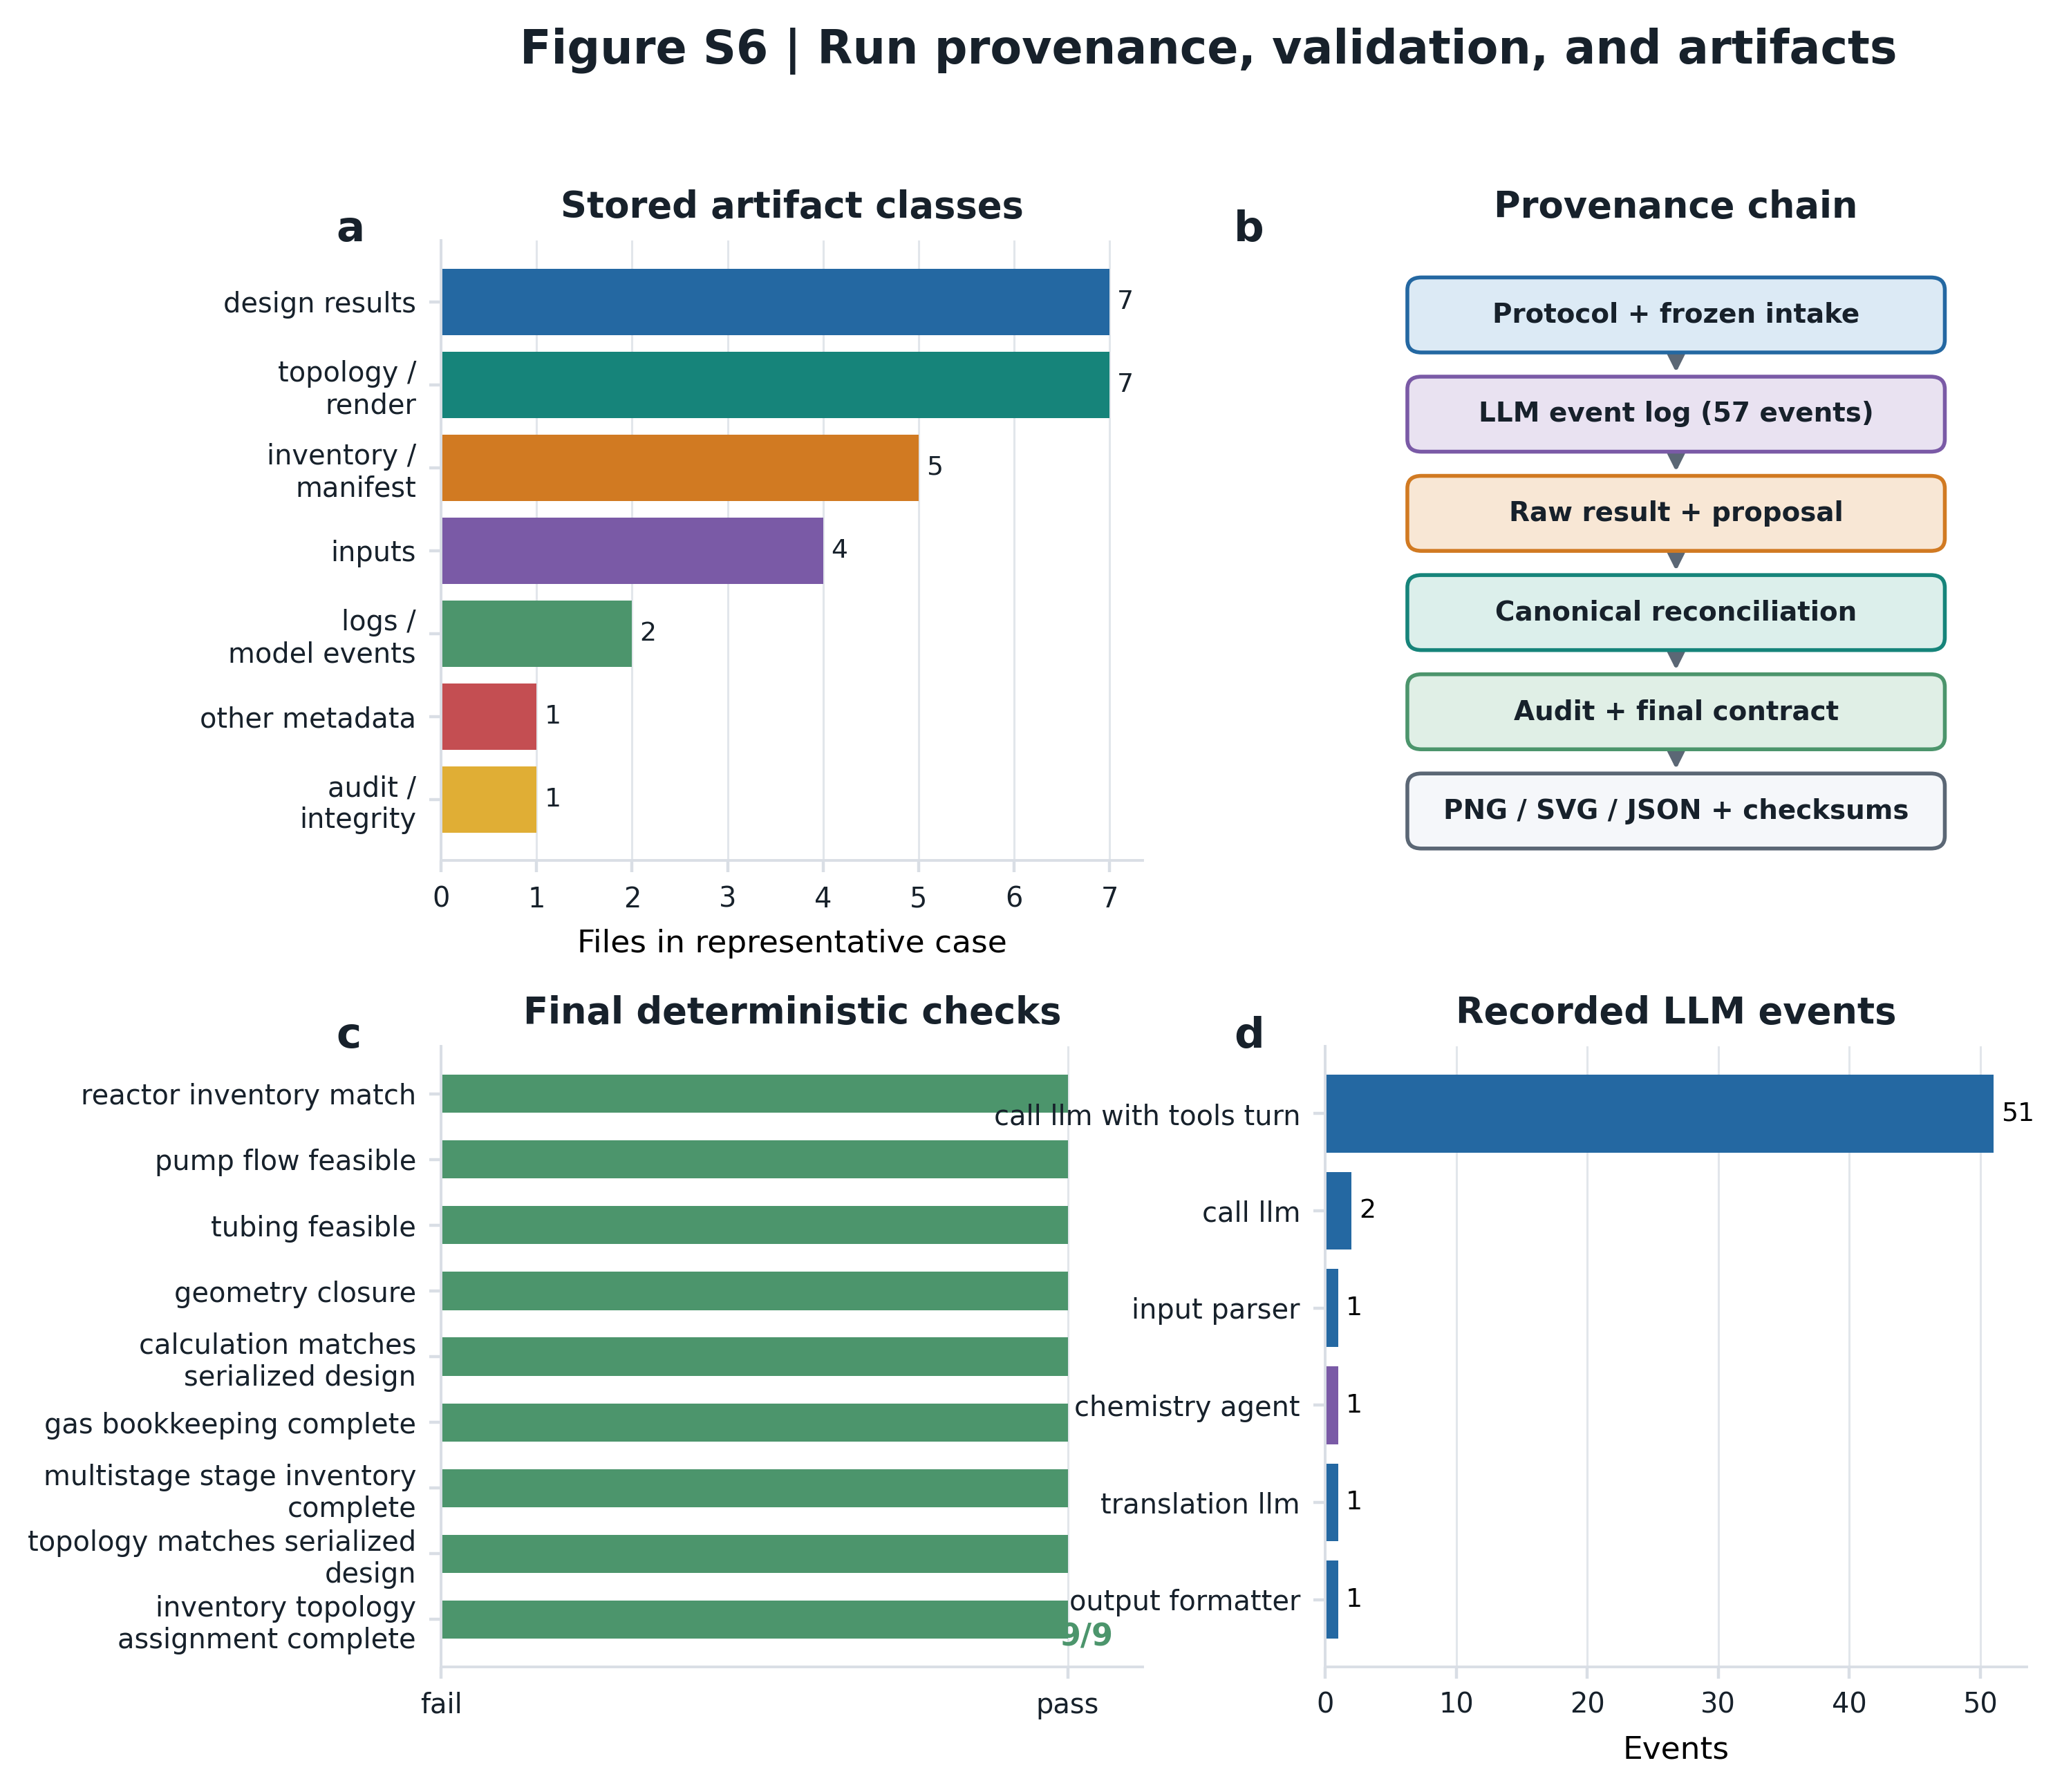 Figure S6 | Run provenance, validation, and artifacts
a
Stored artifact classes
design results
7
topology /
render
7
inventory /
manifest
5
inputs
4
logs /
model events
2
other metadata
1
audit /
integrity
1
0 1 2 3 4 5 6 7
Files in representative case
b
Provenance chain
Protocol + frozen intake
LLM event log (57 events)
Raw result + proposal
Canonical reconciliation
Audit + final contract
PNG / SVG / JSON + checksums
c
Final deterministic checks
reactor inventory match
pump flow feasible
tubing feasible
geometry closure
calculation matches
serialized design
gas bookkeeping complete
multistage stage inventory
complete
topology matches serialized
design
inventory topology
assignment complete
9/9
fail pass
d
Recorded LLM events
call llm with tools turn
51
call llm
2
input parser
1
chemistry agent
1
translation llm
1
output formatter
1
0 10 20 30 40 50
Events